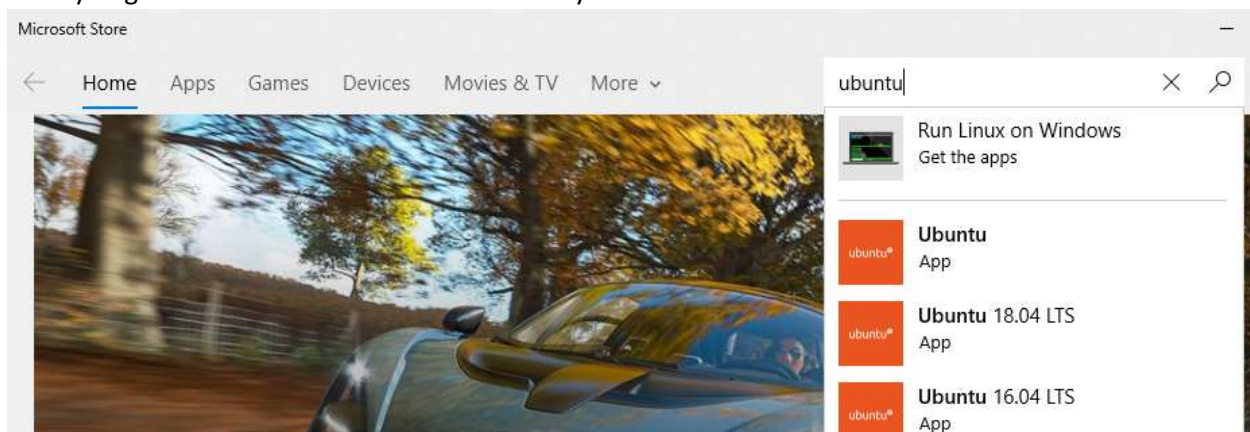 Microsoft Store
Home Apps Games Devices Movies & TV More
ubuntu
Run Linux on Windows
Get the apps
ubuntu®
Ubuntu
App
ubuntu®
Ubuntu 18.04 LTS
App
ubuntu®
Ubuntu 16.04 LTS
App